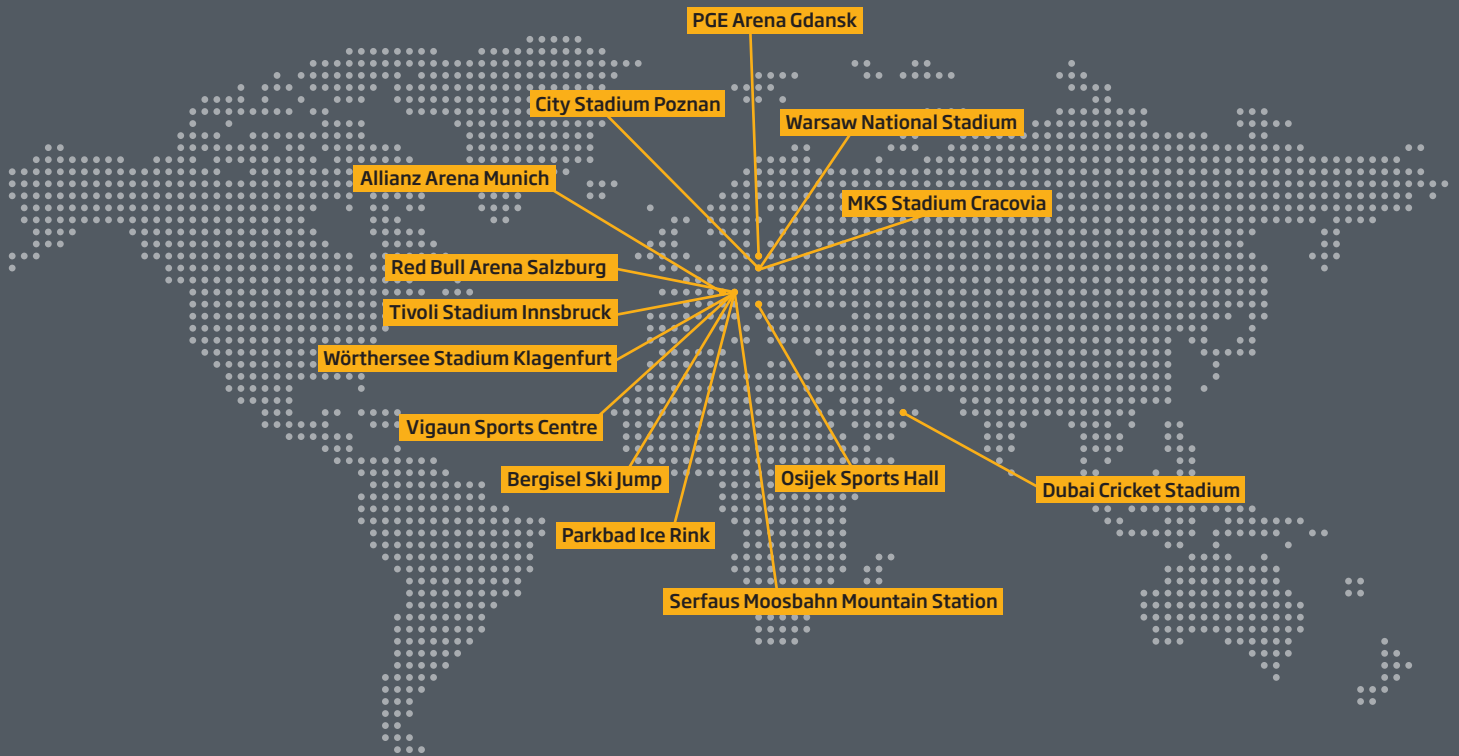 PGE Arena Gdansk
City Stadium Poznan
Warsaw National Stadium
Allianz Arena Munich
MKS Stadium Cracovia
Red Bull Arena Salzburg
Tivoli Stadium Innsbruck
Wörthersee Stadium Klagenfurt
Vigaun Sports Centre
Bergisel Ski Jump
Osijek Sports Hall
Dubai Cricket Stadium
Parkbad Ice Rink
Serfaus Moosbahn Mountain Station